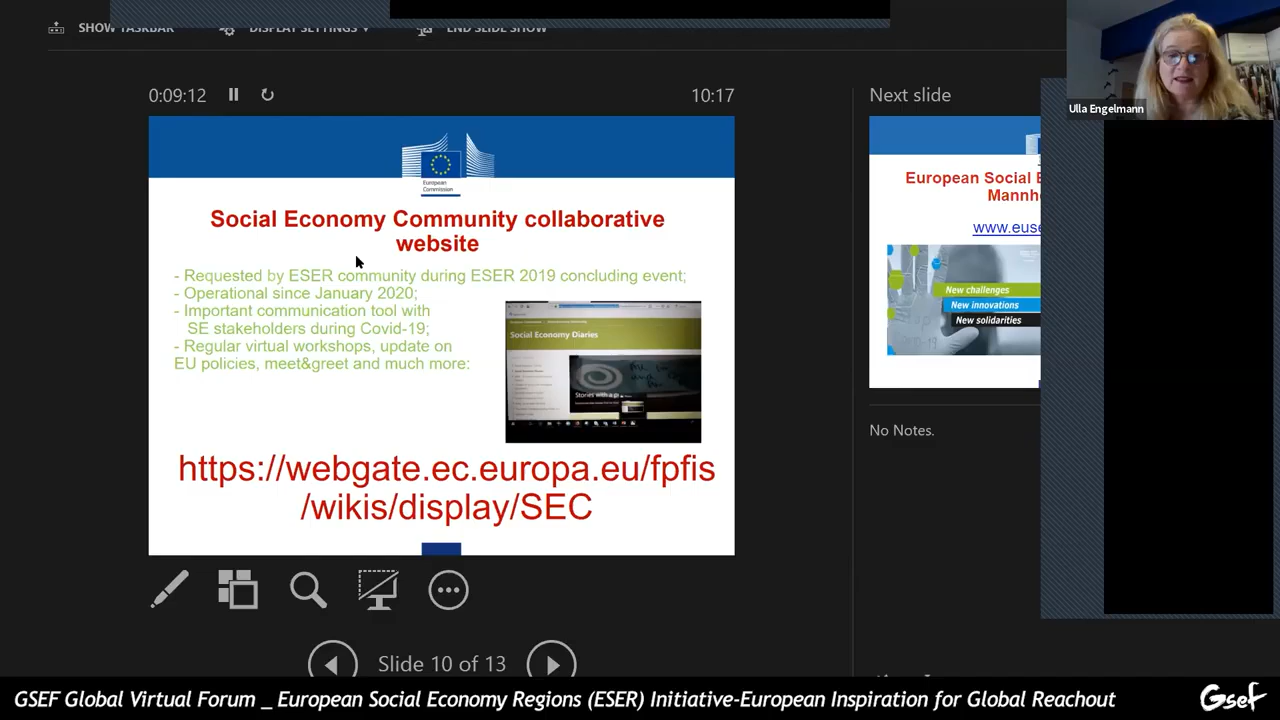 SHOW TASKBAR
DISPLAY SETTINGS
END SLIDE SHOW
0:09:12
10:17
Next slide
Ulla Engelmann
European
Commission
Social Economy Community collaborative
website
- Requested by ESER community during ESER 2019 concluding event;
- Operational since January 2020;
- Important communication tool with
SE stakeholders during Covid-19;
- Regular virtual workshops, update on
EU policies, meet&greet and much more:
Social Economy Diaries
Stories with a
https://webgate.ec.europa.eu/fpfis
/wikis/display/SEC
European Social E
Mannh
www.euse
New challenges
New innovations
New solidarities
No Notes.
Slide 10 of 13
GSEF Global Virtual Forum _ European Social Economy Regions (ESER) Initiative-European Inspiration for Global Reachout
Gsef